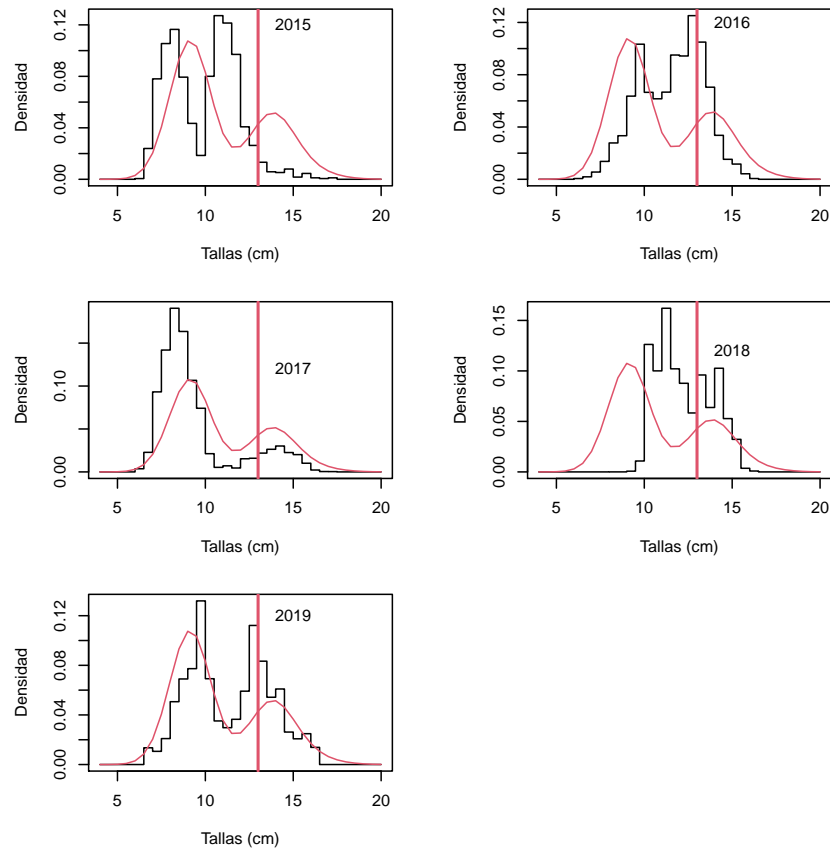 2015
Densidad
0.00 0.04 0.08 0.12
5 10 15 20
Tallas (cm)
2016
Densidad
0.00 0.04 0.08 0.12
5 10 15 20
Tallas (cm)
2017
Densidad
0.00 0.10
5 10 15 20
Tallas (cm)
2018
Densidad
0.00 0.05 0.10 0.15
5 10 15 20
Tallas (cm)
2019
Densidad
0.00 0.04 0.08 0.12
5 10 15 20
Tallas (cm)